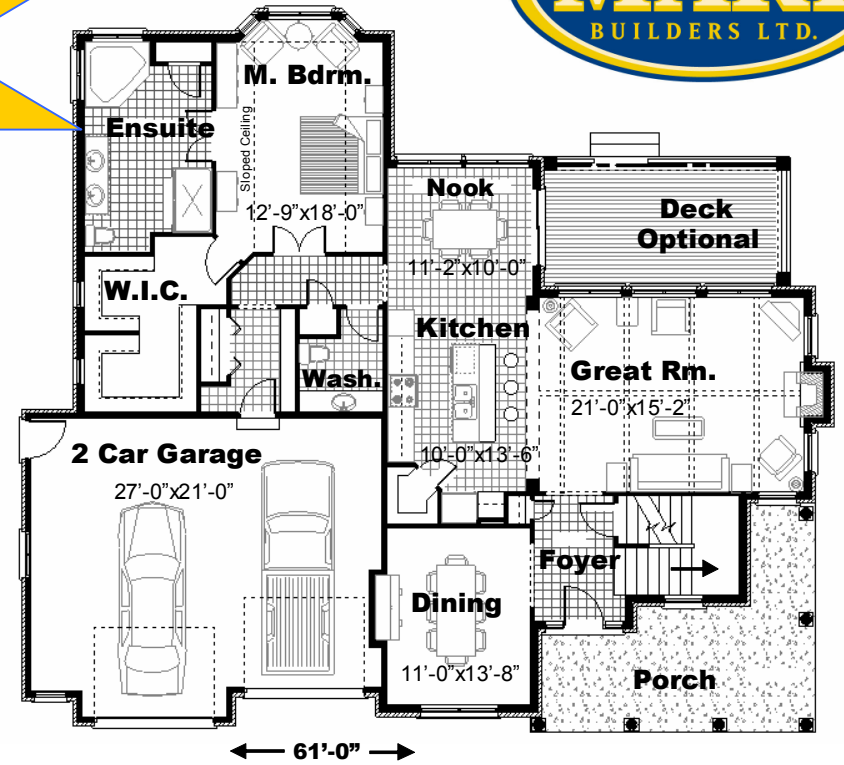 BUILDERS LTD.
M. Bdrm.
Ensuite
Sloped Ceiling
12'-9"x18'-0"
Nook
11'-2"x10'-0"
Deck
Optional
W.I.C.
Kitchen
10'-0"x13'-6"
Wash.
Great Rm.
21'-0"x15'-2"
2 Car Garage
27'-0"x21'-0"
Foyer
Dining
11'-0"x13'-8"
Porch
61'-0"